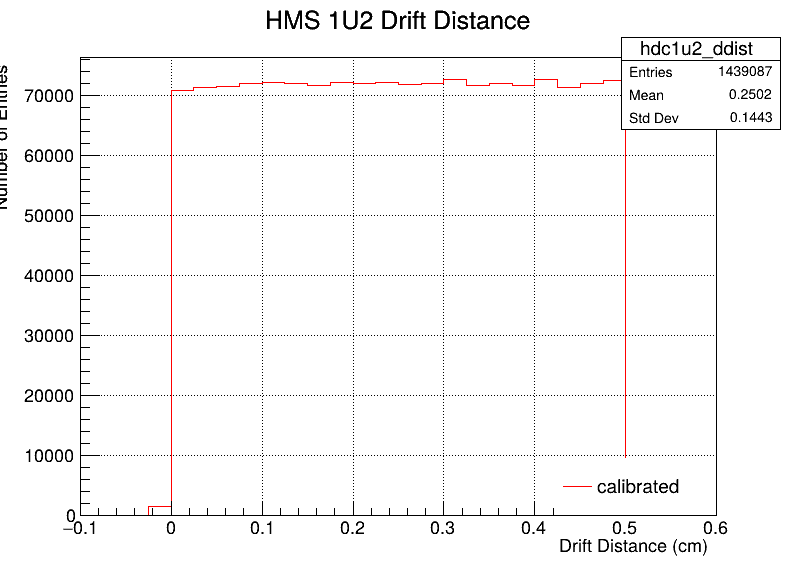 HMS 1U2 Drift Distance
hdc1u2_ddist
Entries 1439087
Mean 0.2502
Std Dev 0.1443
Number of Entries
70000
60000
50000
40000
30000
20000
10000
0
−0.1 0 0.1 0.2 0.3 0.4 0.5 0.6
calibrated
Drift Distance (cm)